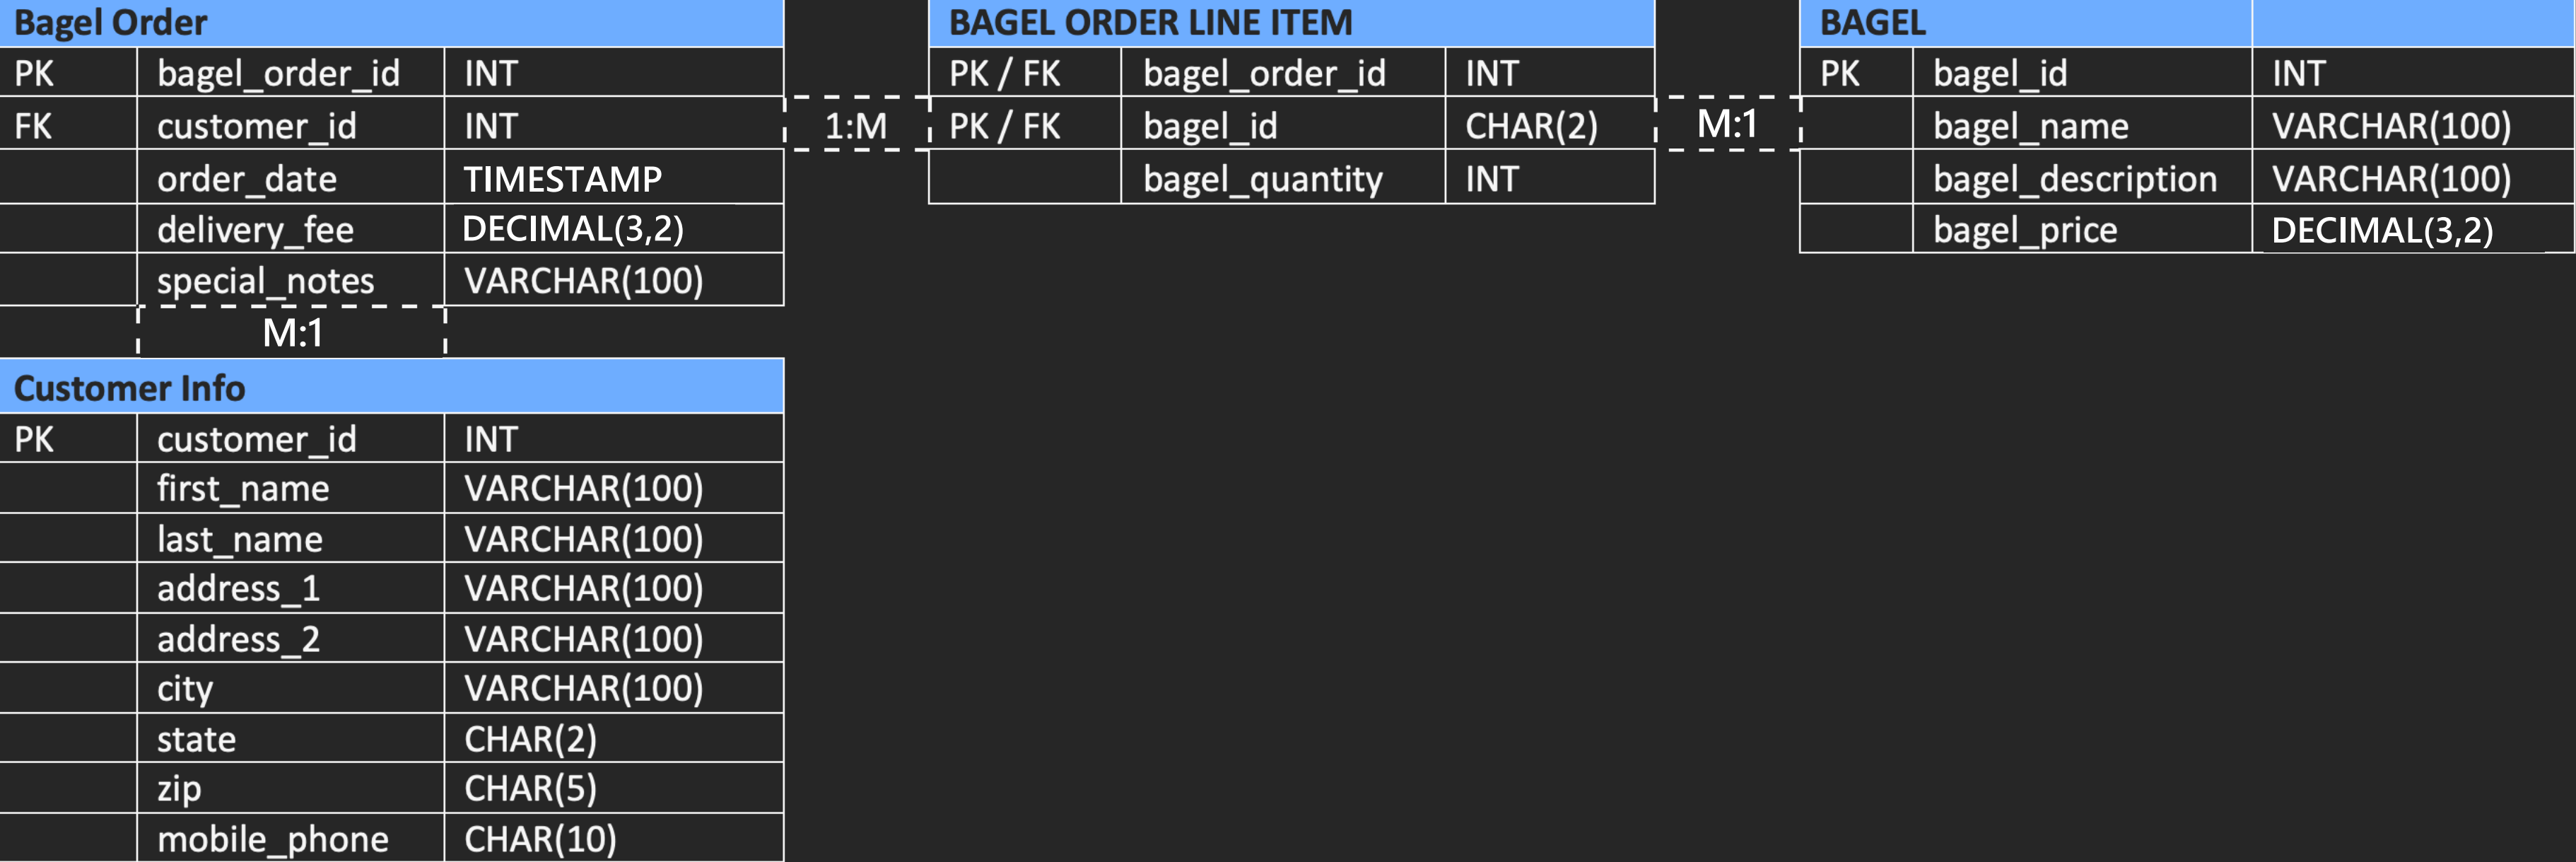 Bagel Order
PK bagel_order_id INT
FK customer_id INT
order_date TIMESTAMP
delivery_fee DECIMAL(3,2)
special_notes VARCHAR(100)
1:M
BAGEL ORDER LINE ITEM
PK / FK bagel_order_id INT
PK / FK bagel_id CHAR(2)
bagel_quantity INT
M:1
BAGEL
PK bagel_id INT
bagel_name VARCHAR(100)
bagel_description VARCHAR(100)
bagel_price DECIMAL(3,2)
M:1
Customer Info
PK customer_id INT
first_name VARCHAR(100)
last_name VARCHAR(100)
address_1 VARCHAR(100)
address_2 VARCHAR(100)
city VARCHAR(100)
state CHAR(2)
zip CHAR(5)
mobile_phone CHAR(10)